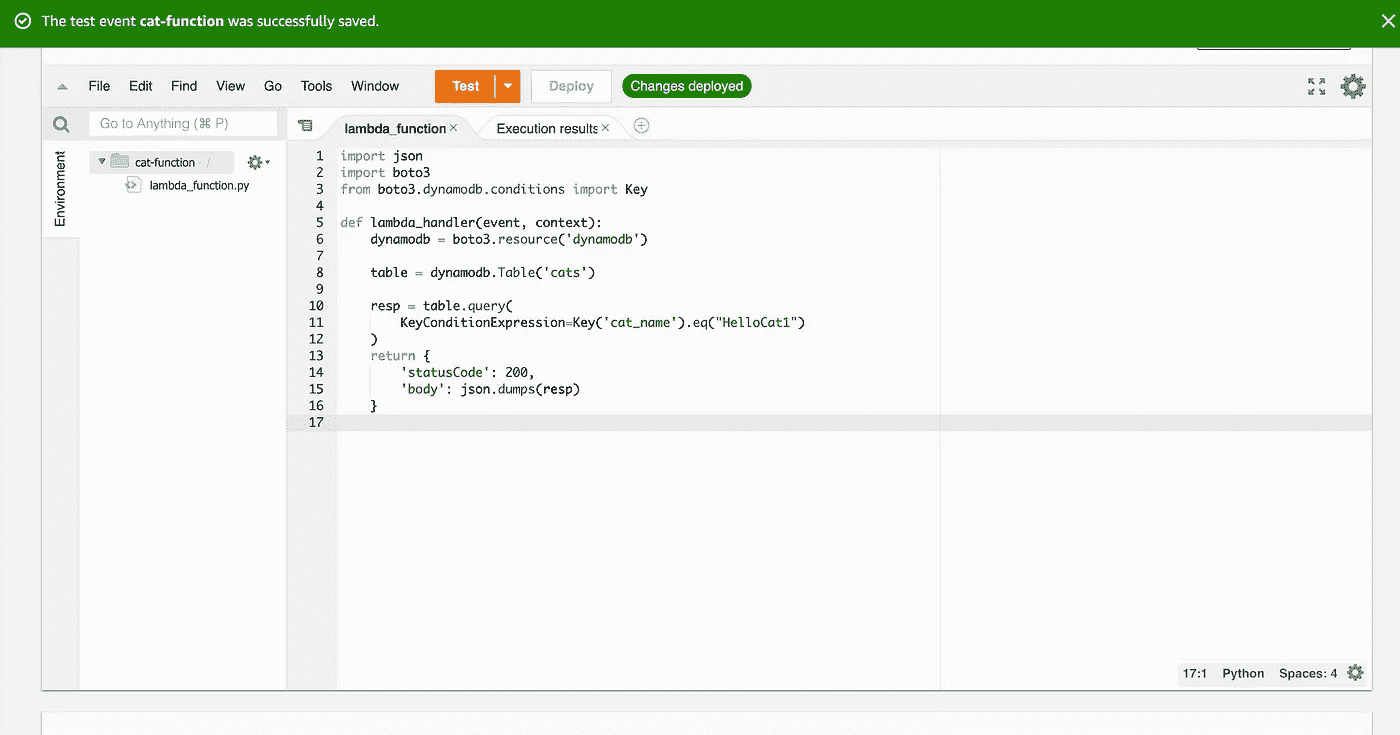 The test event cat-function was successfully saved.
File Edit Find View Go Tools Window Test Deploy Changes deployed
Go to Anything (⌘ P)
lambda_function
Execution results
Environment
cat-function - /
lambda_function.py
1 import json
2 import boto3
3 from boto3.dynamodb.conditions import Key
4
5 def lambda_handler(event, context):
6     dynamodb = boto3.resource('dynamodb')
7
8     table = dynamodb.Table('cats')
9
10     resp = table.query(
11         KeyConditionExpression=Key('cat_name').eq("HelloCat1")
12     )
13     return {
14         'statusCode': 200,
15         'body': json.dumps(resp)
16     }
17
17:1 Python Spaces: 4